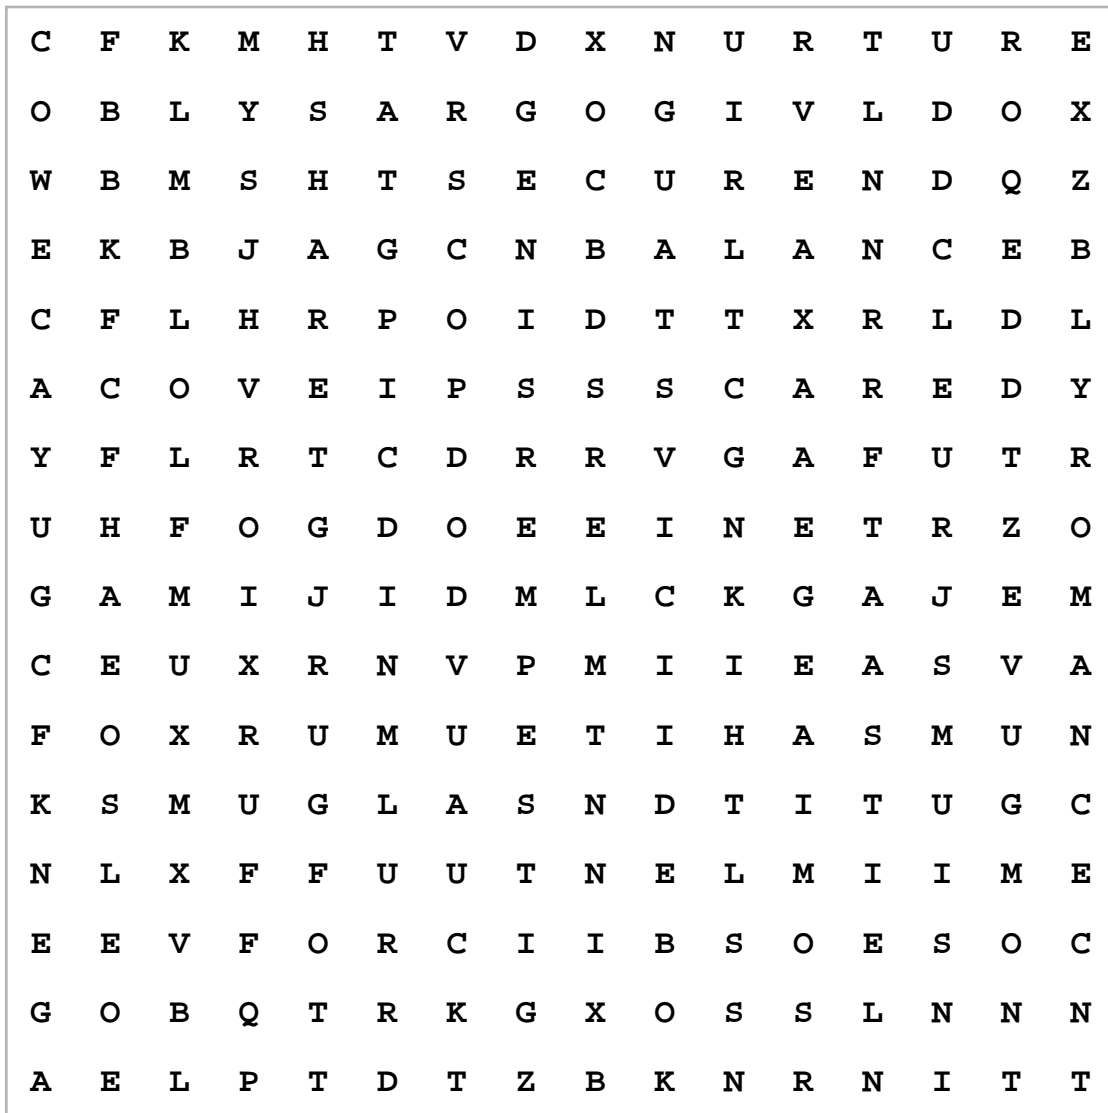 C F K M H T V D X N U R T U R E
O B L Y S A R G O G I V L D O X
W B M S H T S E C U R E N D Q Z
E K B J A G C N B A L A N C E B
C F L H R P O I D T T X R L D L
A C O V E I P S S S C A R E D Y
Y F L R T C D R R V G A F U T R
U H F O G D O E E I N E T R Z O
G A M I J I D M L C K G A J E M
C E U X R N V P M I I E A S V A
F O X R U M U E T I H A S M U N
K S M U G L A S N D T I T U G C
N L X F F U U T N E L M I I M E
E E V F O R C I I B S O E S O C
G O B Q T R K G X O S S L N N N
A E L P T D T Z B K N R N I T T